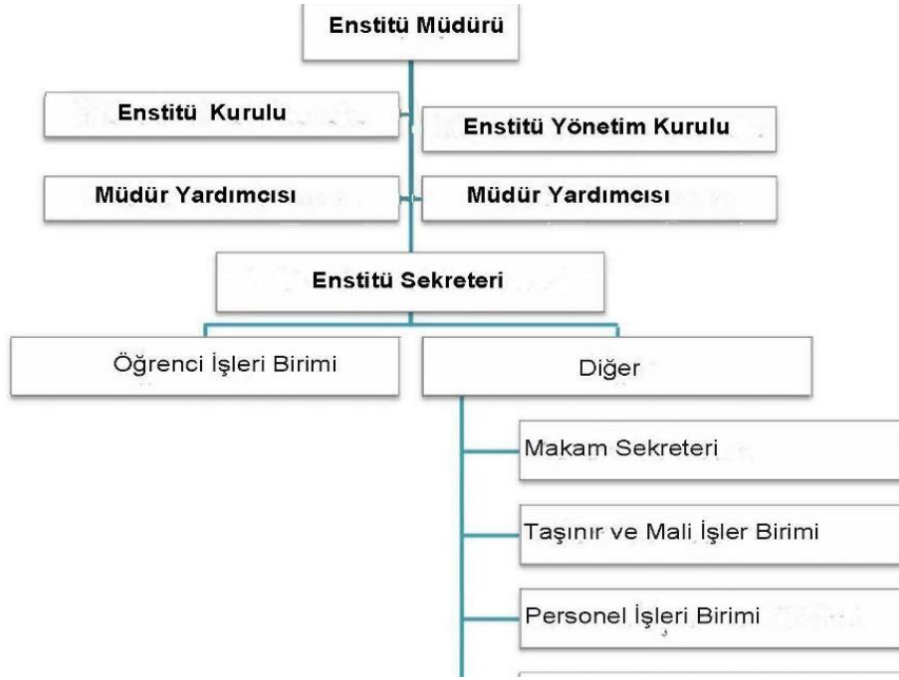 Enstitü Müdürü
Enstitü Kurulu
Enstitü Yönetim Kurulu
Müdür Yardımcısı
Müdür Yardımcısı
Enstitü Sekreteri
Öğrenci İşleri Birimi
Diğer
Makam Sekreteri
Taşınır ve Mali İşler Birimi
Personel İşleri Birimi